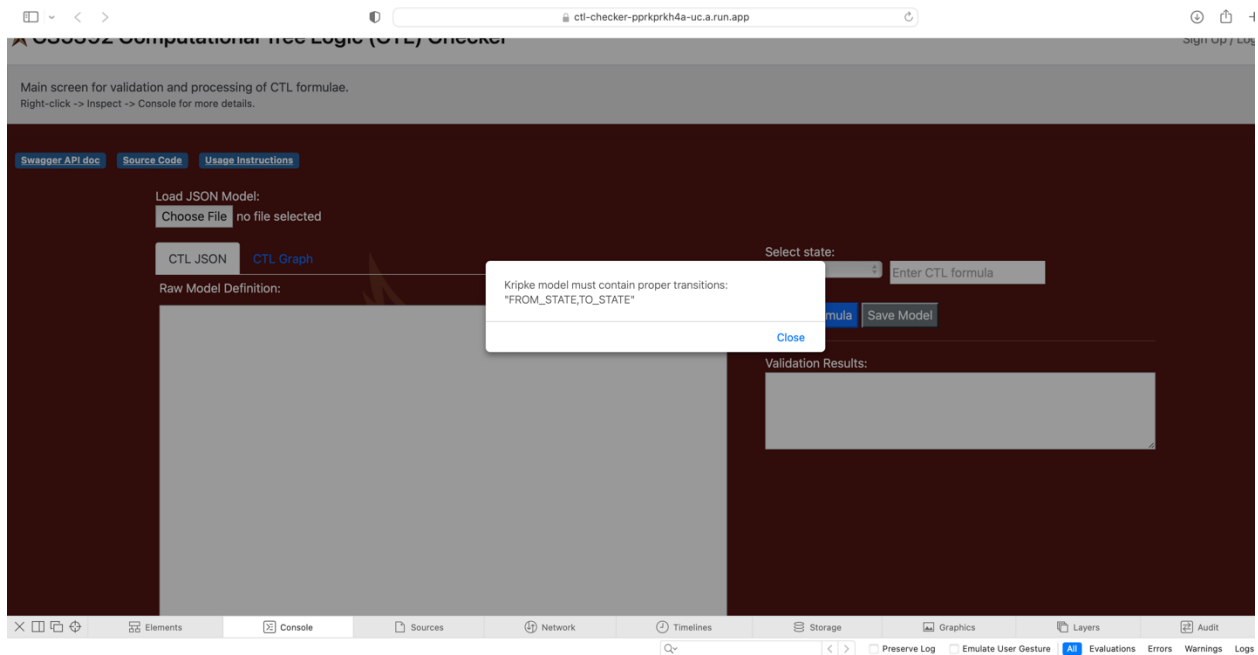 ctl-checker-pprkprkh4a-uc.a.run.app
CS5392 Computational Tree Logic (CTL) Checker
Sign Up / Log
Main screen for validation and processing of CTL formulae.
Right-click -> Inspect -> Console for more details.
Swagger API doc Source Code Usage Instructions
Load JSON Model:
Choose File no file selected
CTL JSON CTL Graph
Raw Model Definition:
Select state:
Enter CTL formula
mula Save Model
Validation Results:
Kripke model must contain proper transitions:
"FROM_STATE,TO_STATE"
Close
Elements Console Sources Network Timelines Storage Graphics Layers Audit
Preserve Log Emulate User Gesture All Evaluations Errors Warnings Logs